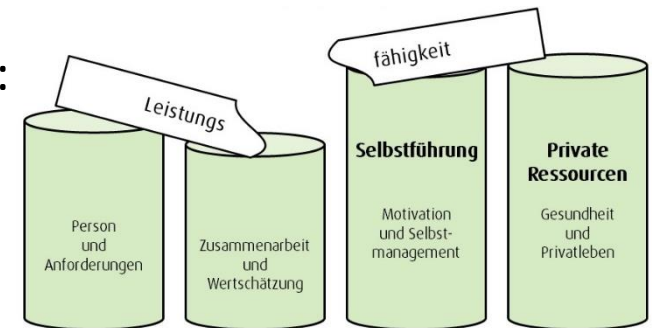 :
Leistungs
fähigkeit
Person
und
Anforderungen
Zusammenarbeit
und
Wertschätzung
Selbstführung
Motivation
und Selbst-
management
Private
Ressourcen
Gesundheit
und
Privatleben